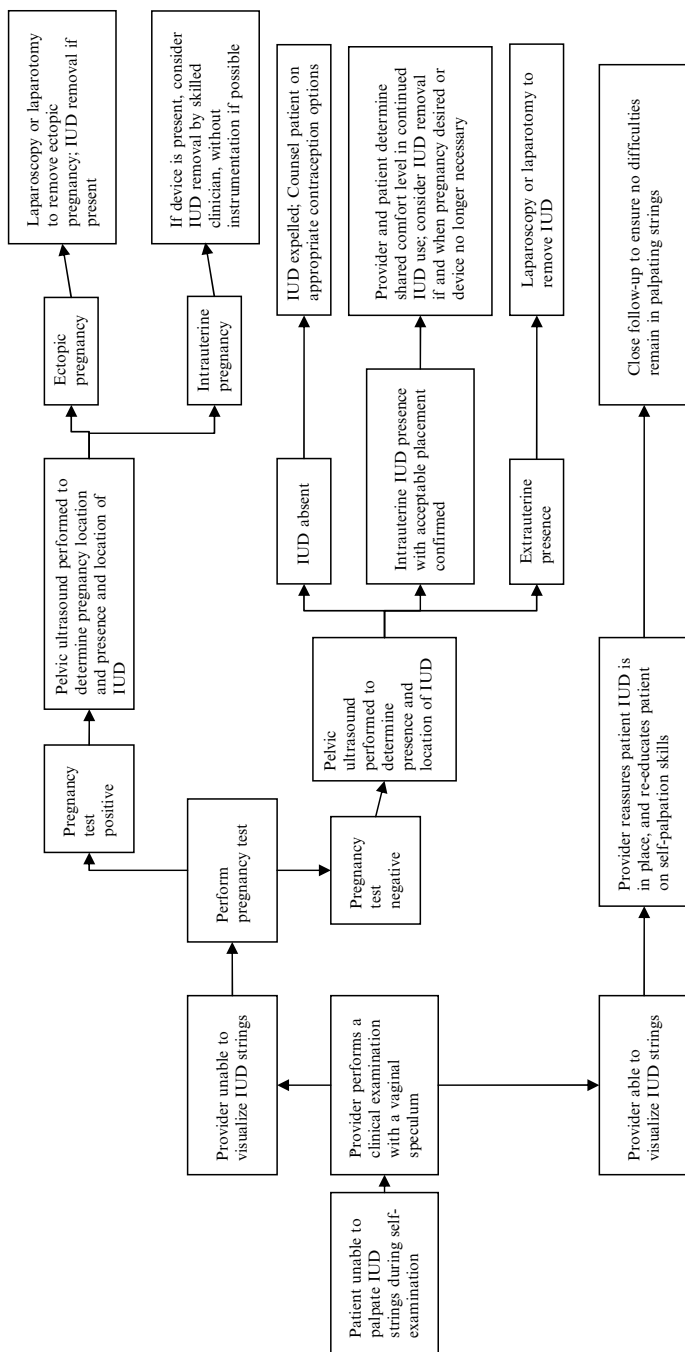 Patient unable to
palpate IUD
strings during self-
examination
Provider performs a
clinical examination
with a vaginal
speculum
Provider unable to
visualize IUD strings
Perform
pregnancy test
Pregnancy
test
positive
Pelvic ultrasound performed to
determine pregnancy location
and presence and location of
IUD
Ectopic
pregnancy
Laparoscopy or laparotomy
to remove ectopic
pregnancy; IUD removal if
present
Intrauterine
pregnancy
If device is present, consider
IUD removal by skilled
clinician, without
instrumentation if possible
Pregnancy
test
negative
Pelvic
ultrasound
performed to
determine
presence and
location of IUD
IUD absent
IUD expelled; Counsel patient on
appropriate contraception options
Intrauterine IUD presence
with acceptable placement
confirmed
Provider and patient determine
shared comfort level in continued
IUD use; consider IUD removal
if and when pregnancy desired or
device no longer necessary
Extrauterine
presence
Laparoscopy or laparotomy to
remove IUD
Provider able to
visualize IUD strings
Provider reassures patient IUD is
in place, and re-educates patient
on self-palpation skills
Close follow-up to ensure no difficulties
remain in palpating strings